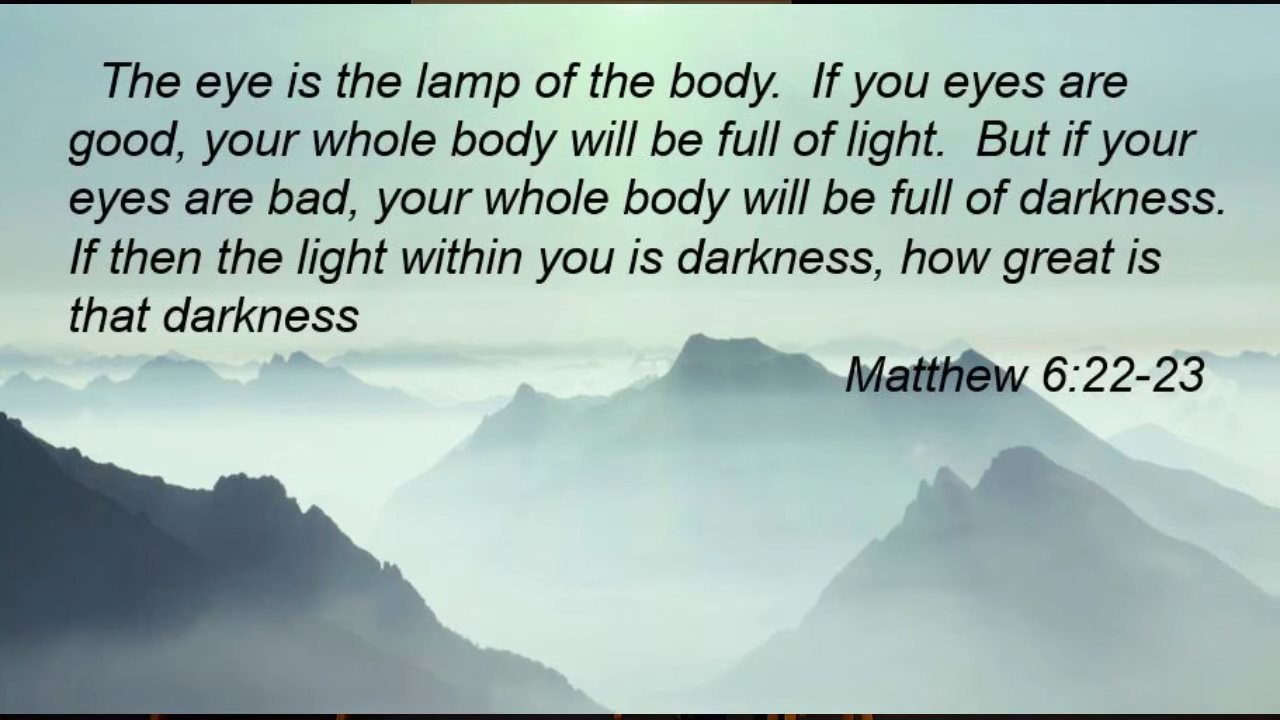 The eye is the lamp of the body. If you eyes are
good, your whole body will be full of light. But if your
eyes are bad, your whole body will be full of darkness.
If then the light within you is darkness, how great is
that darkness
Matthew 6:22-23